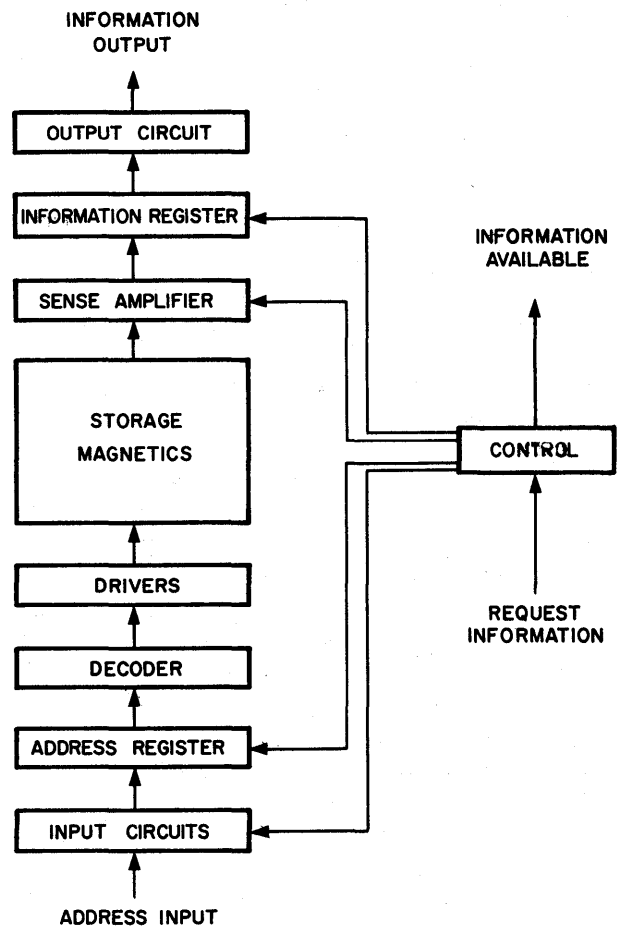 INFORMATION
OUTPUT
OUTPUT CIRCUIT
INFORMATION REGISTER
SENSE AMPLIFIER
STORAGE
MAGNETICS
DRIVERS
DECODER
ADDRESS REGISTER
INPUT CIRCUITS
ADDRESS INPUT
INFORMATION
AVAILABLE
CONTROL
REQUEST
INFORMATION